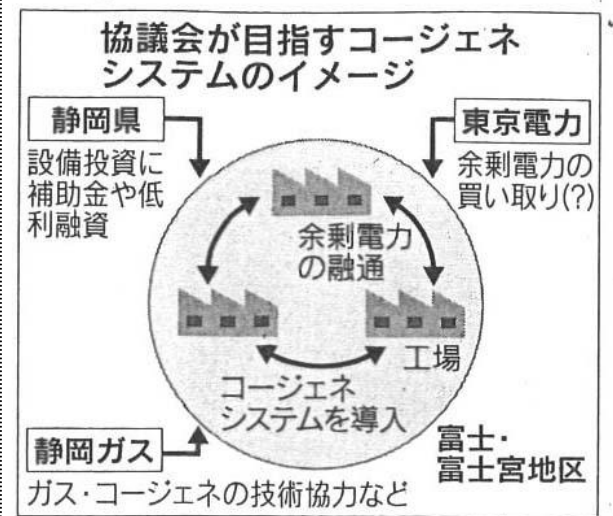 協議会が目指すコージェネ
システムのイメージ
静岡県
設備投資に
補助金や低
利融資
東京電力
余剰電力の
買い取り(?)
余剰電力
の融通
工場
コージェネ
システムを導入
静岡ガス
ガス・コージェネの技術協力など
富士・
富士宮地区